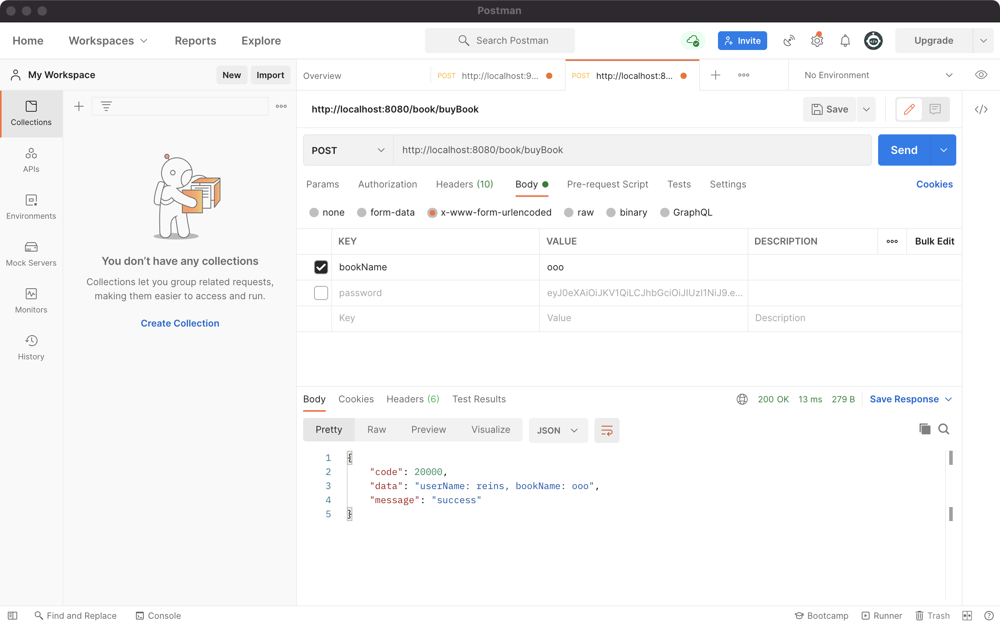 Postman
Home Workspaces Reports Explore Search Postman Invite Upgrade
My Workspace New Import Overview POST http://localhost:9... POST http://localhost:8... No Environment
Collections
APIs
Environments
Mock Servers
Monitors
History
You don’t have any collections
Collections let you group related requests,
making them easier to access and run.
Create Collection
http://localhost:8080/book/buyBook Save
POST http://localhost:8080/book/buyBook Send
Params Authorization Headers (10) Body Pre-request Script Tests Settings Cookies
none form-data x-www-form-urlencoded raw binary GraphQL
KEY VALUE DESCRIPTION Bulk Edit
bookName ooo
password eyJ0eXAiOiJKV1QiLCJhbGciOiJIUzI1NiJ9.e...
Key Value Description
Body Cookies Headers (6) Test Results 200 OK 13 ms 279 B Save Response
Pretty Raw Preview Visualize JSON
1 {
2 "code": 20000,
3 "data": "userName: reins, bookName: ooo",
4 "message": "success"
5 }
Find and Replace Console Bootcamp Runner Trash